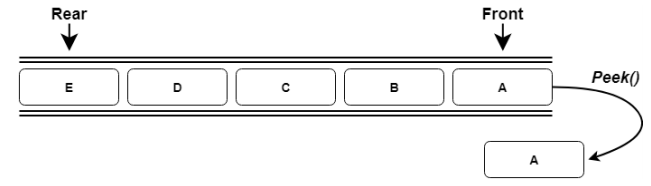 Rear Front
E D C B A
Peek()
A